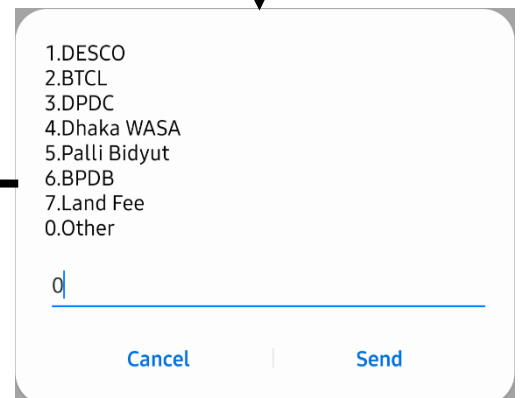 1.DESCO
2.BTCL
3.DPDC
4.Dhaka WASA
5.Palli Bidyut
6.BPDB
7.Land Fee
0.Other
0
Cancel Send